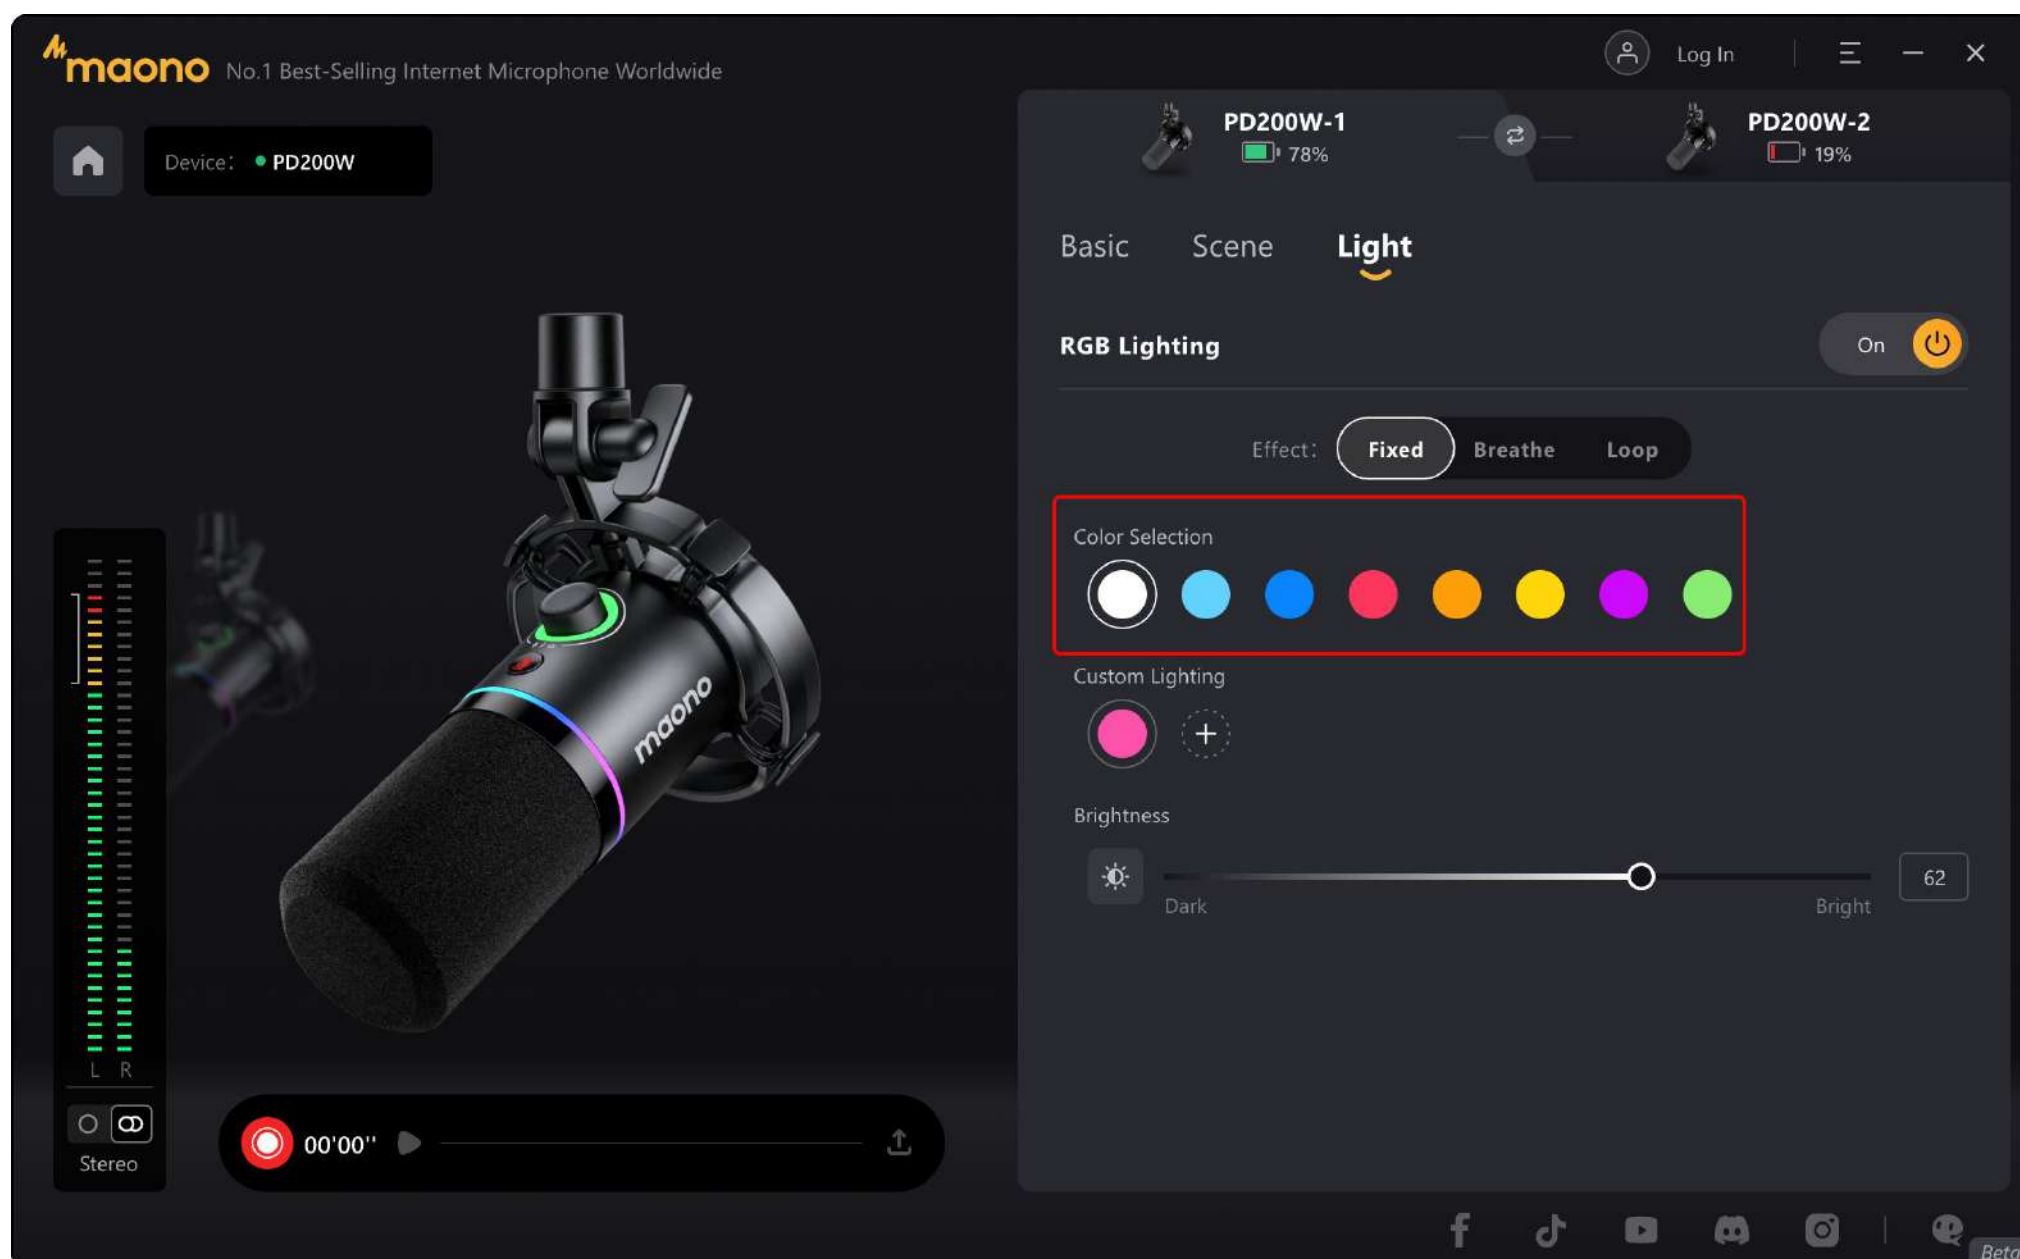 maono No.1 Best-Selling Internet Microphone Worldwide
Log In
Device: PD200W
PD200W-1
78%
PD200W-2
19%
Basic Scene Light
RGB Lighting
On
Effect: Fixed Breathe Loop
Color Selection
Custom Lighting
Brightness
62
Dark Bright
maono
L R
Stereo
00'00''
Beta